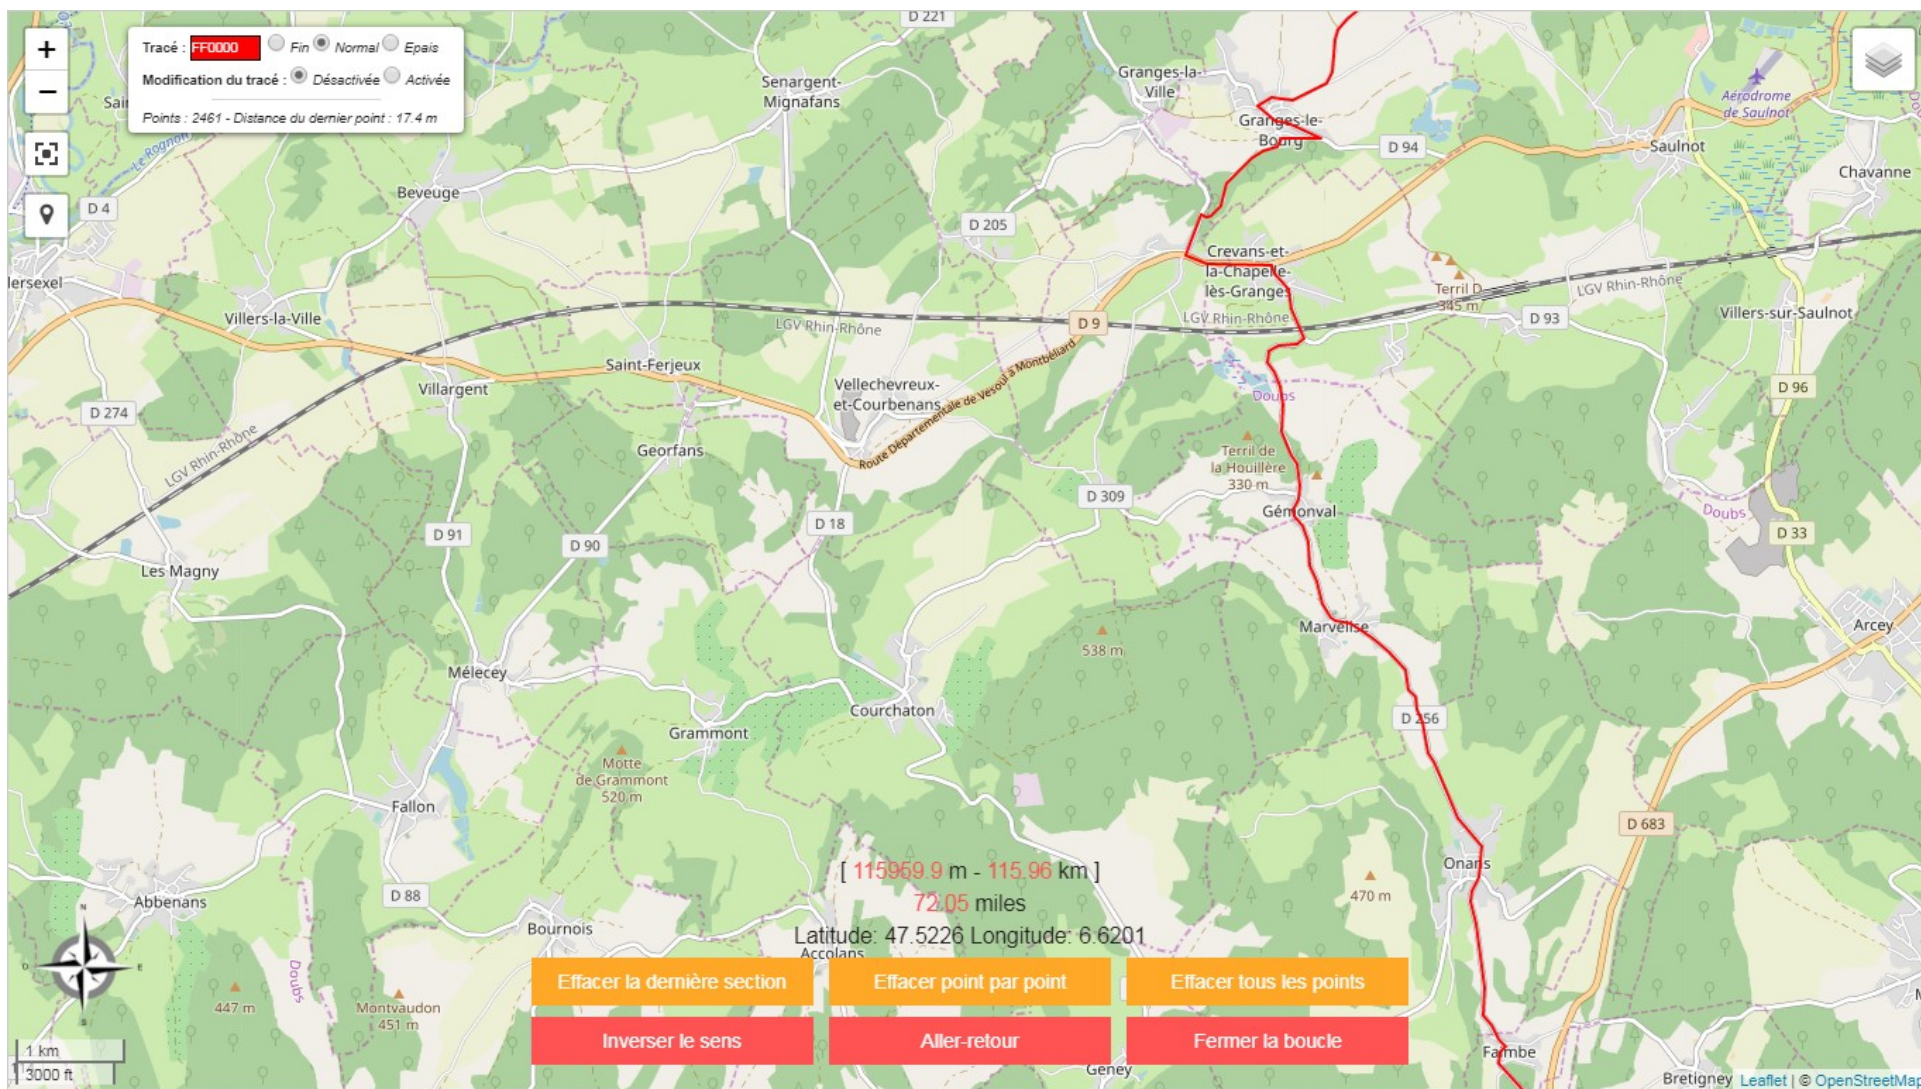 +
−
Tracé : FF0000 Fin Normal Epais
Modification du tracé : Désactivée Activée
Points : 2461 - Distance du dernier point : 17.4 m
D 221
Granges-la-
Ville
Senargent-
Mignafans
Le Rognon
Aérodrome
de Saulnot
Granges-le-
Bourg
D 94
Saulnot
Chavanne
Beveuge
D 4
D 205
Crevans-et-
la-Chapelle-
lès-Granges
lersexel
Terril D
345 m
LGV Rhin-Rhône
Villers-la-Ville
LGV Rhin-Rhône
D 9
LGV Rhin-Rhône
D 93
Villers-sur-Saulnot
Saint-Ferjeux
Route Départementale de Vesoul à Montbéliard
Villargent
Vellechevreux-
et-Courbenans
Doubs
D 96
D 274
LGV Rhin-Rhône
Georfans
Terril de
la Houillère
330 m
D 309
Gémonval
Doubs
D 18
D 91
D 90
D 33
Les Magny
Marvelise
Arcey
538 m
Mélecey
Courchaton
D 256
Grammont
Motte
de Grammont
520 m
Fallon
D 683
Onans
[ 115959.9 m - 115.96 km ]
72.05 miles
Latitude: 47.5226 Longitude: 6.6201
D 88
470 m
Abbenans
Bournois
Accolans
N
O
E
S
Doubs
447 m
Montvaudon
451 m
Effacer la dernière section
Effacer point par point
Effacer tous les points
Inverser le sens
Aller-retour
Fermer la boucle
1 km
3000 ft
Geney
Faimbe
Bretigney
Leaflet | © OpenStreetMap